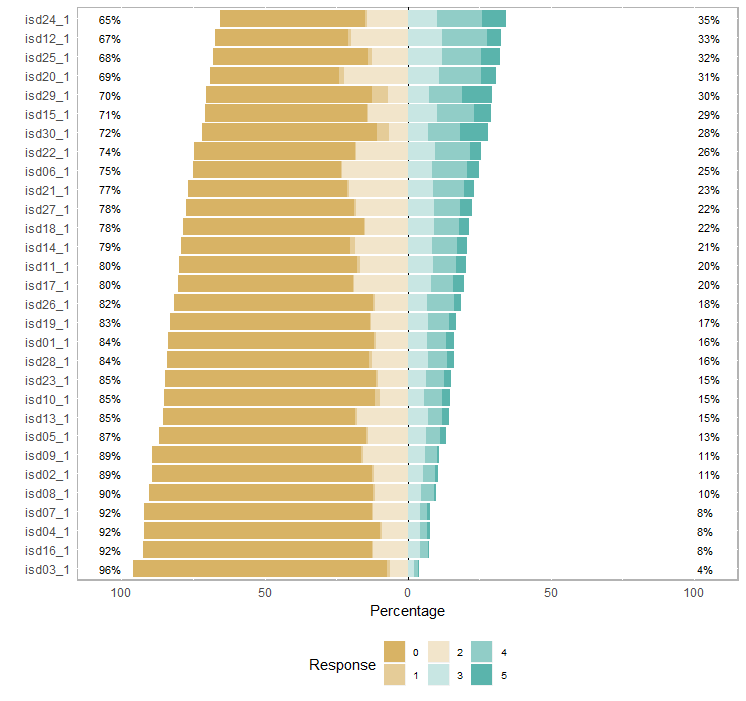 isd24_1 65% 35%
isd12_1 67% 33%
isd25_1 68% 32%
isd20_1 69% 31%
isd29_1 70% 30%
isd15_1 71% 29%
isd30_1 72% 28%
isd22_1 74% 26%
isd06_1 75% 25%
isd21_1 77% 23%
isd27_1 78% 22%
isd18_1 78% 22%
isd14_1 79% 21%
isd11_1 80% 20%
isd17_1 80% 20%
isd26_1 82% 18%
isd19_1 83% 17%
isd01_1 84% 16%
isd28_1 84% 16%
isd23_1 85% 15%
isd10_1 85% 15%
isd13_1 85% 15%
isd05_1 87% 13%
isd09_1 89% 11%
isd02_1 89% 11%
isd08_1 90% 10%
isd07_1 92% 8%
isd04_1 92% 8%
isd16_1 92% 8%
isd03_1 96% 4%
100 50 0 50 100
Percentage
Response
0 2 4
1 3 5